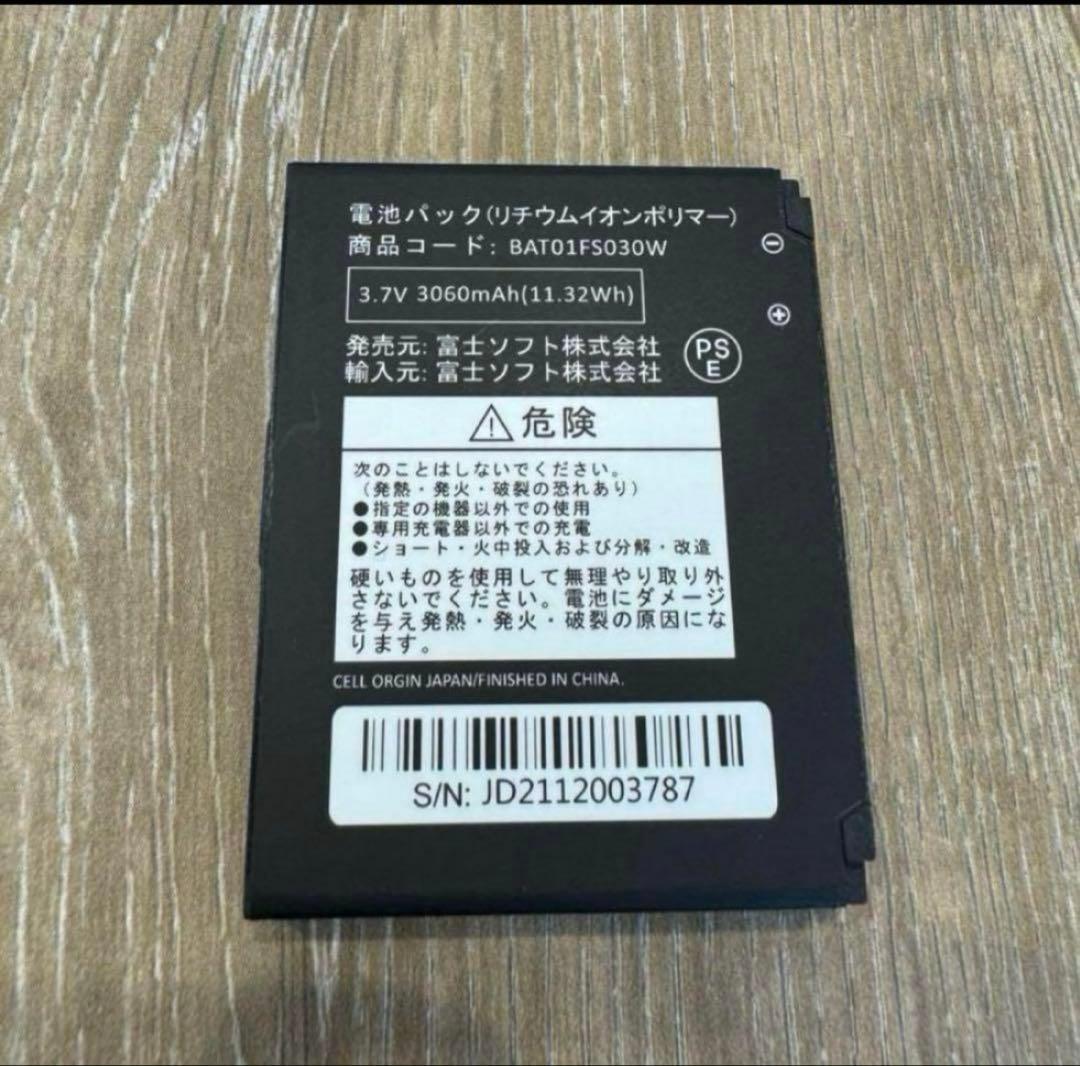 電池パック(リチウムイオンポリマー)
商品コード: BAT01FS030W
3.7V 3060mAh(11.32Wh)
発売元: 富士ソフト株式会社
輸入元: 富士ソフト株式会社
PS
E
危険
次のことはしないでください。
(発熱・発火・破裂の恐れあり)
●指定の機器以外での使用
●専用充電器以外での充電
●ショート・火中投入および分解・改造
硬いものを使用して無理やり取り外
さないでください。電池にダメージ
を与え発熱・発火・破裂の原因にな
ります。
CELL ORGIN JAPAN/FINISHED IN CHINA.
S/N: JD2112003787